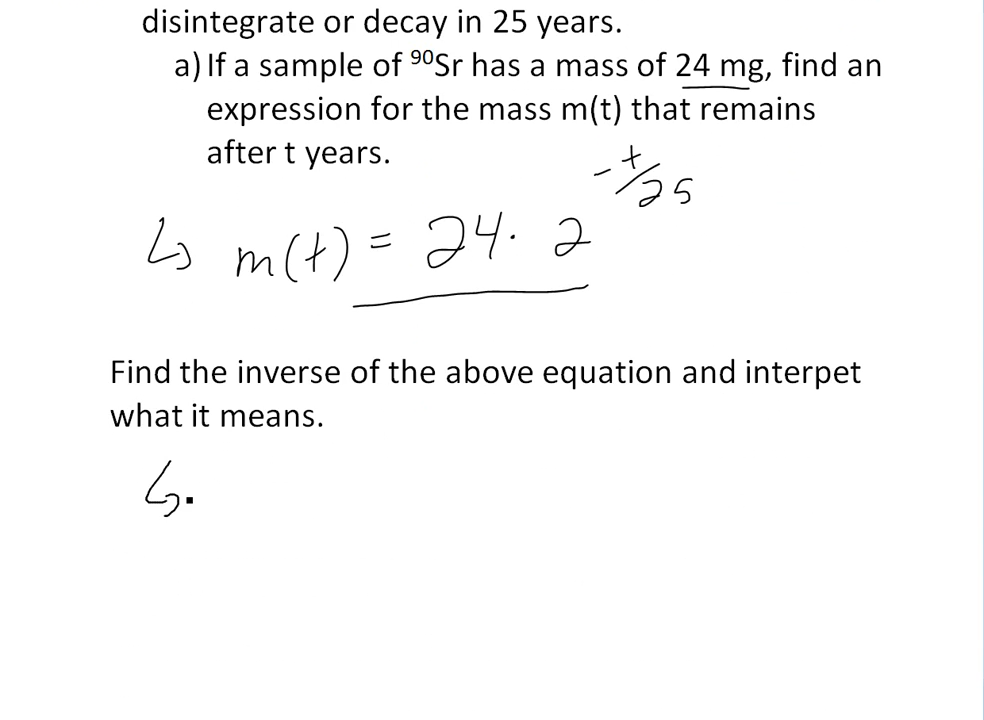 disintegrate or decay in 25 years.
a) If a sample of ⁹⁰Sr has a mass of 24 mg, find an
expression for the mass m(t) that remains
after t years.
↳ m(t) = 24 · 2^(-t/25)
Find the inverse of the above equation and interpet
what it means.
↳